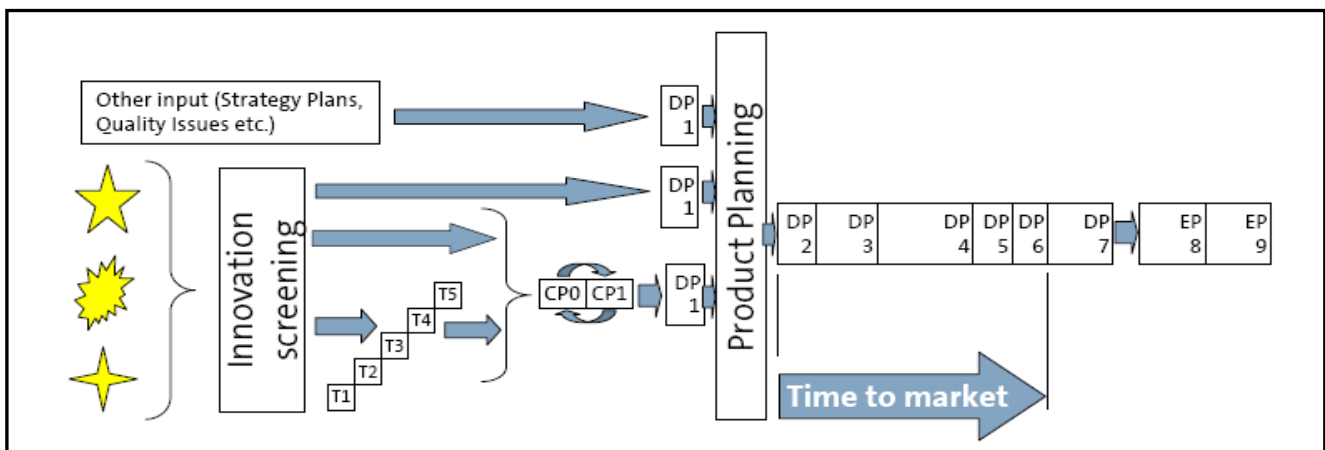 Other input (Strategy Plans,
Quality Issues etc.)
DP
1
Innovation
screening
DP
1
T1
T2
T3
T4
T5
CP0
CP1
DP
1
Product Planning
DP
2
DP
3
DP
4
DP
5
DP
6
DP
7
EP
8
EP
9
Time to market